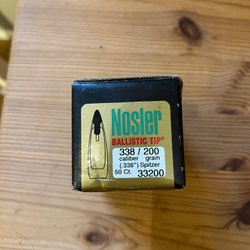 Nosler
BALLISTIC TIP®
338 / 200
caliber grain
(.338") Spitzer
50 Ct. 33200